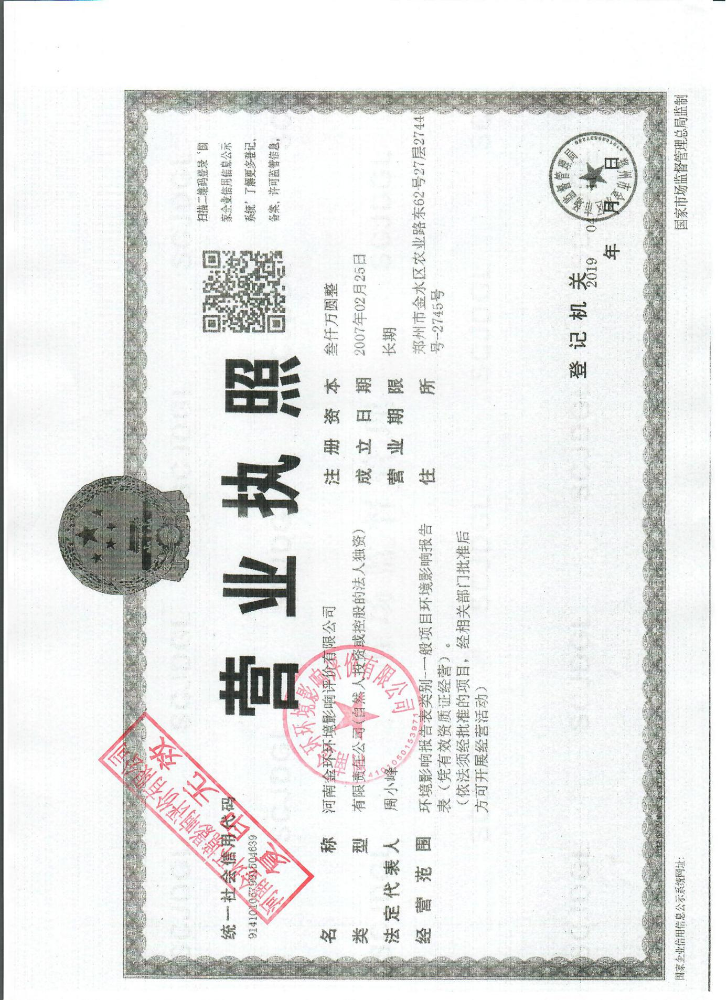 营业执照
统一社会信用代码
扫描二维码登录‘国
家企业信用信息公示
系统’了解更多登记、
备案、许可监管信息。
名称 河南金环环境影响评价有限公司
类型 有限责任公司(自然人投资或控股的法人独资)
法定代表人 周小峰
经营范围 环境影响报告表类别-一般项目环境影响报告
表（凭有效资质证经营）。
（依法须经批准的项目，经相关部门批准后
方可开展经营活动）
注册资本 叁仟万圆整
成立日期 2007年02月25日
营业期限 长期
住所 郑州市金水区农业路东62号27层2744
号-2745号
登记机关
2019 04
年 月 日
河南金环环境影响评价有限公司
复印无效
4101050153971
国家企业信用信息公示系统网址：
国家市场监督管理总局监制